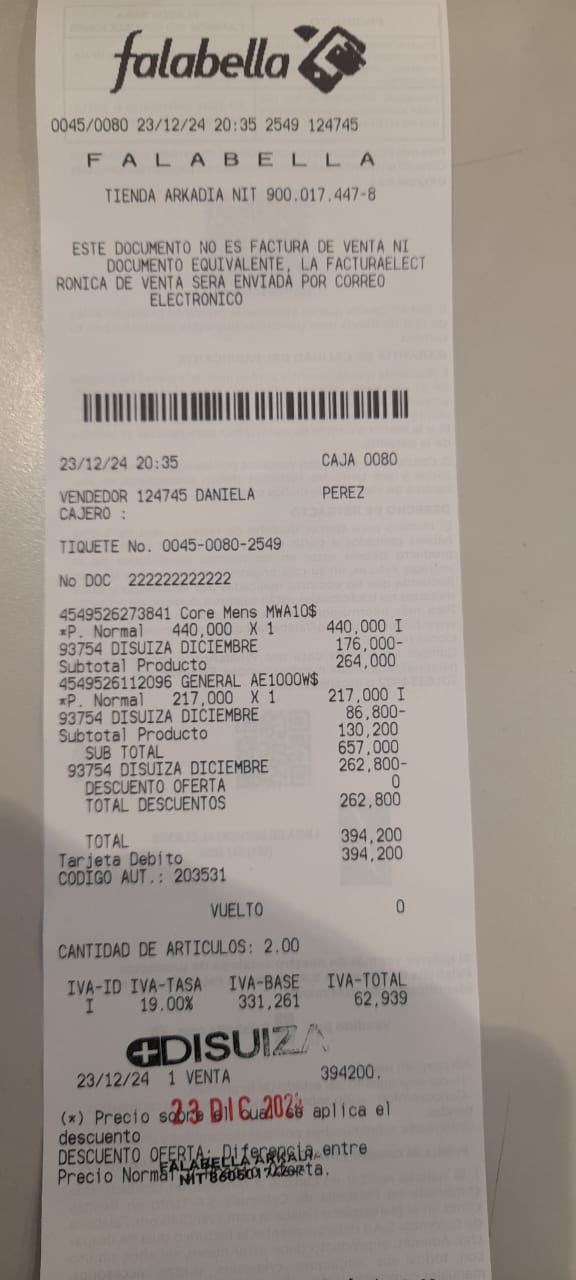 falabella
0045/0080 23/12/24 20:35 2549 124745
F A L A B E L L A
TIENDA ARKADIA NIT 900.017.447-8
ESTE DOCUMENTO NO ES FACTURA DE VENTA NI
DOCUMENTO EQUIVALENTE, LA FACTURAELECT
RONICA DE VENTA SERA ENVIADA POR CORREO
ELECTRONICO
23/12/24 20:35 CAJA 0080
VENDEDOR 124745 DANIELA PEREZ
CAJERO :
TIQUETE No. 0045-0080-2549
No DOC 222222222222
4549526273841 Core Mens MWA10$
*P. Normal 440,000 X 1 440,000 I
93754 DISUIZA DICIEMBRE 176,000-
Subtotal Producto 264,000
4549526112096 GENERAL AE1000W$
*P. Normal 217,000 X 1 217,000 I
93754 DISUIZA DICIEMBRE 86,800-
Subtotal Producto 130,200
SUB TOTAL 657,000
93754 DISUIZA DICIEMBRE 262,800-
DESCUENTO OFERTA 0
TOTAL DESCUENTOS 262,800
TOTAL 394,200
Tarjeta Debito 394,200
CODIGO AUT.: 203531
VUELTO 0
CANTIDAD DE ARTICULOS: 2.00
IVA-ID IVA-TASA IVA-BASE IVA-TOTAL
I 19.00% 331,261 62,939
DISUIZA
23/12/24 1 VENTA 394200.
(*) Precio sobre el cual se aplica el
23 DIC 202
descuento
DESCUENTO OFERTA: Diferencia entre
FALABELLA ARKADIA
Precio Normal Oferta.
NIT